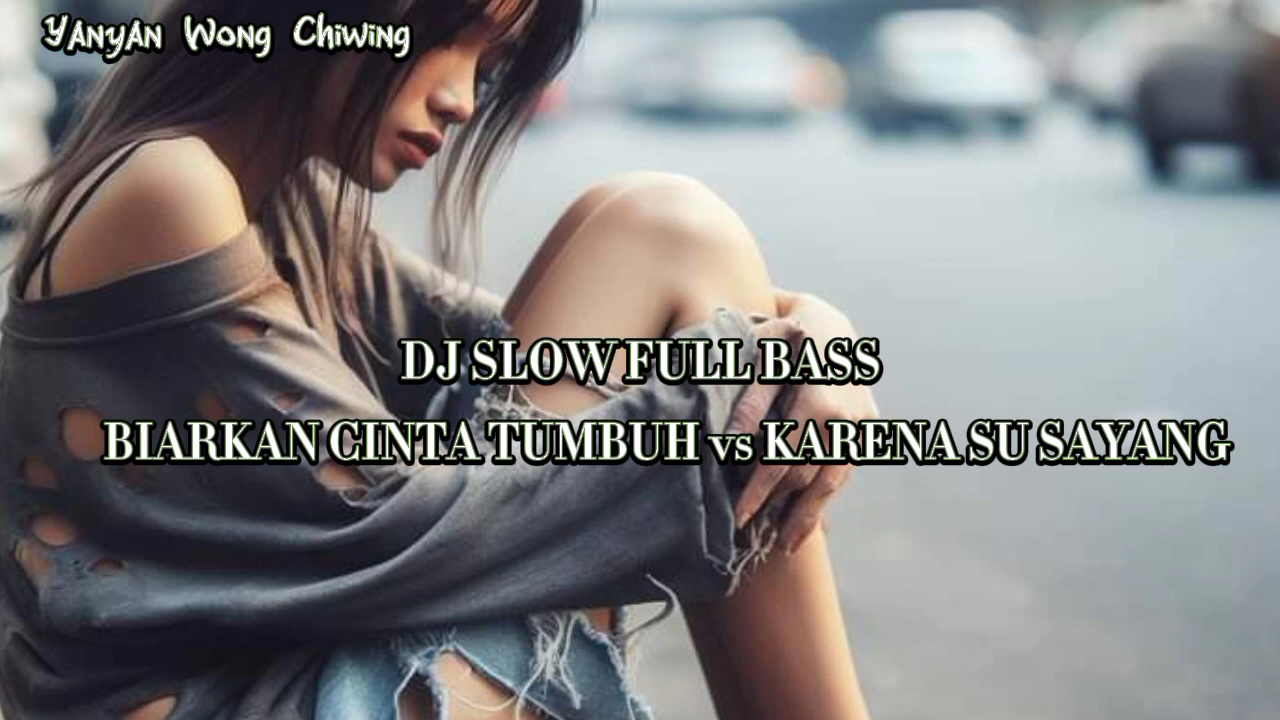 YAnyAn Wong Chiwing
DJ SLOW FULL BASS
BIARKAN CINTA TUMBUH vs KARENA SU SAYANG